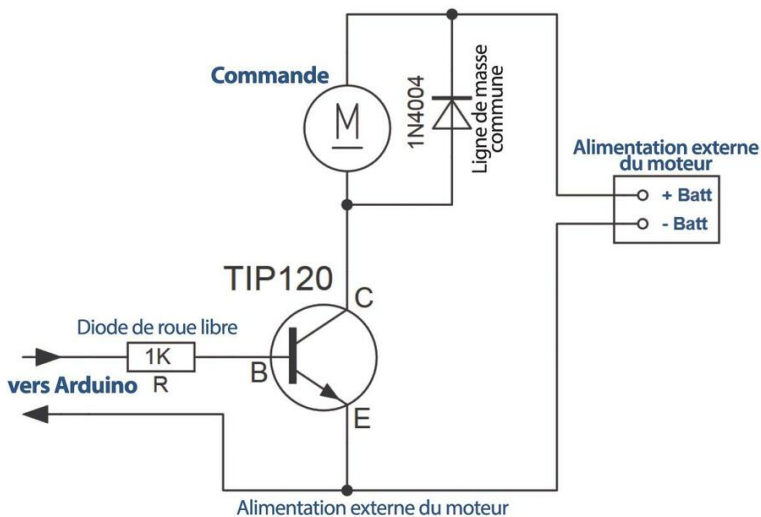 Commande
M
1N4004
Ligne de masse
commune
Alimentation externe
du moteur
+ Batt
- Batt
TIP120
C
Diode de roue libre
1K
R
B
vers Arduino
E
Alimentation externe du moteur